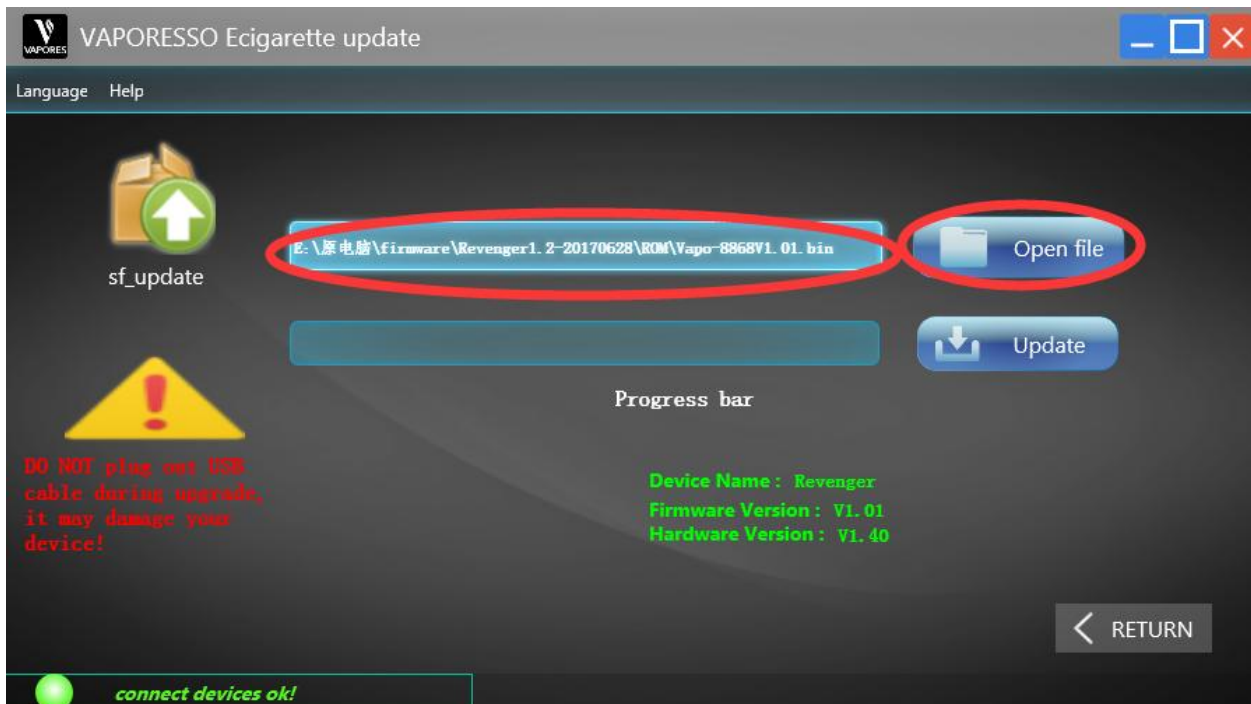 VAPORES
VAPORESSO Ecigarette update
Language Help
sf_update
E:\原电脑\firmware\Revenger1.2-20170628\ROM\Vapo-8868V1.01.bin
Open file
Update
Progress bar
DO NOT plug out USB
cable during upgrade,
it may damage your
device!
Device Name : Revenger
Firmware Version : V1.01
Hardware Version : V1.40
RETURN
connect devices ok!